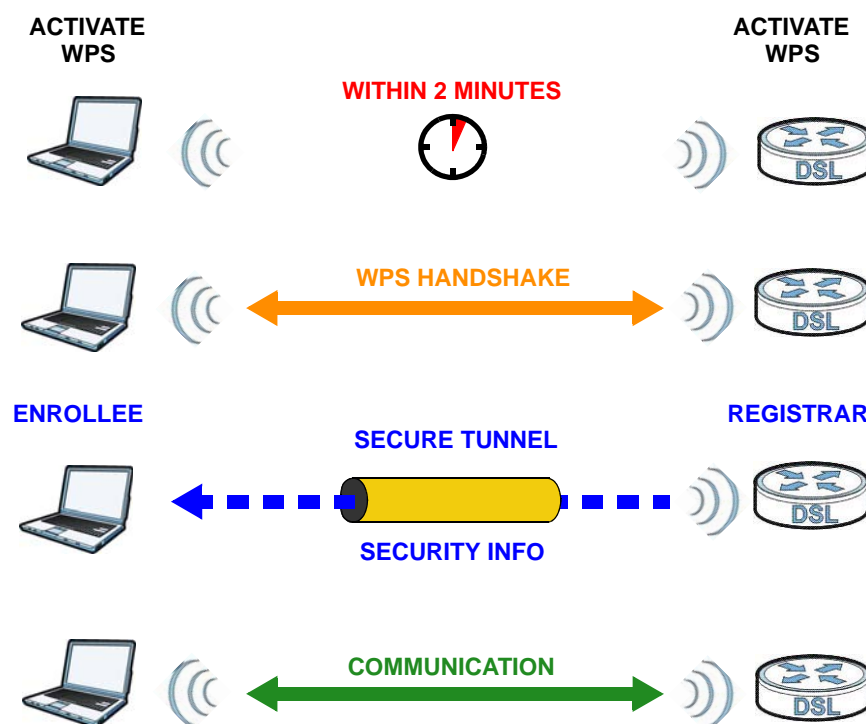 ACTIVATE
WPS
ACTIVATE
WPS
WITHIN 2 MINUTES
DSL
WPS HANDSHAKE
DSL
ENROLLEE
REGISTRAR
SECURE TUNNEL
DSL
SECURITY INFO
COMMUNICATION
DSL